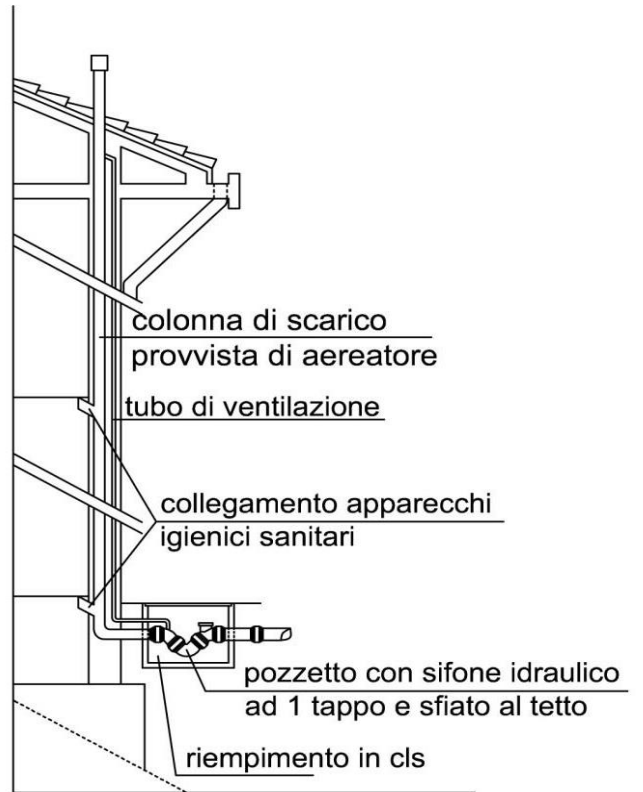 colonna di scarico
provvista di aereatore
tubo di ventilazione
collegamento apparecchi
igienici sanitari
pozzetto con sifone idraulico
ad 1 tappo e sfiato al tetto
riempimento in cls